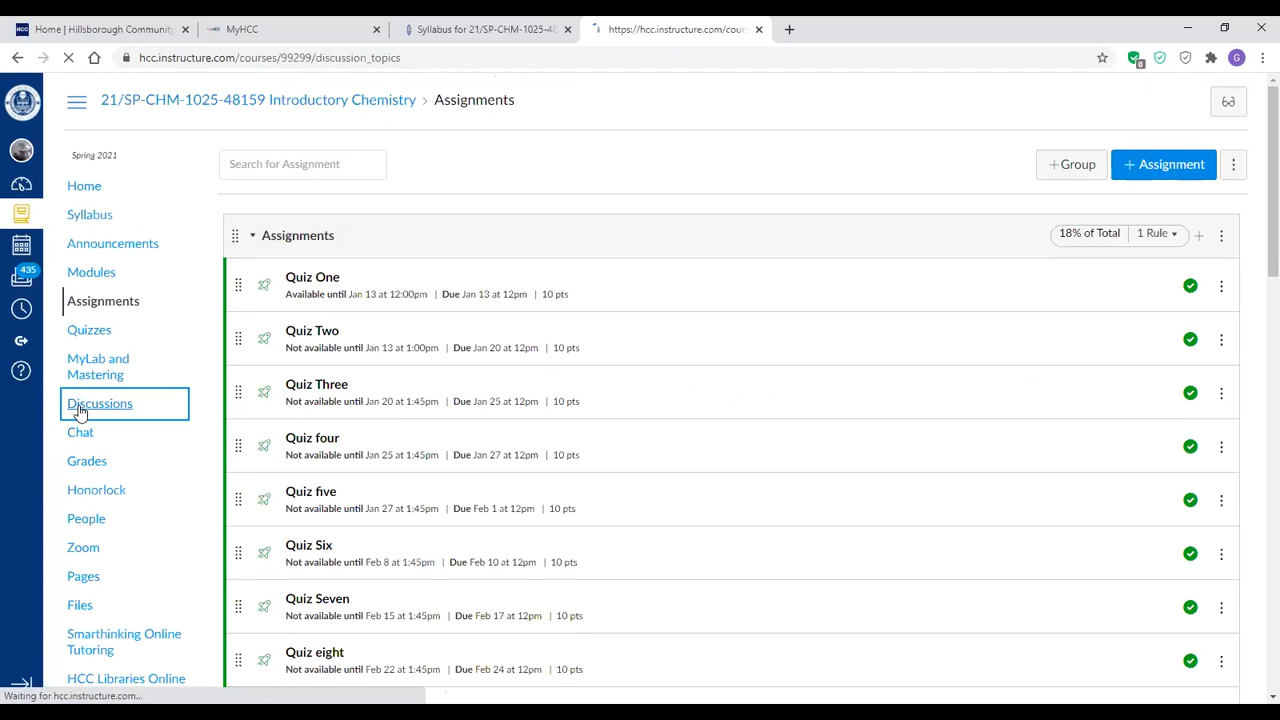 Home | Hillsborough Community
MyHCC
Syllabus for 21/SP-CHM-1025-48
https://hcc.instructure.com/cour
hcc.instructure.com/courses/99299/discussion_topics
0
G
21/SP-CHM-1025-48159 Introductory Chemistry > Assignments
Spring 2021
Search for Assignment
+Group
+ Assignment
Home
Syllabus
Announcements
Modules
Assignments
Quizzes
MyLab and
Mastering
Discussions
Chat
Grades
Honorlock
People
Zoom
Pages
Files
Smarthinking Online
Tutoring
HCC Libraries Online
435
Assignments
18% of Total | 1 Rule
Quiz One
Available until Jan 13 at 12:00pm | Due Jan 13 at 12pm | 10 pts
Quiz Two
Not available until Jan 13 at 1:00pm | Due Jan 20 at 12pm | 10 pts
Quiz Three
Not available until Jan 20 at 1:45pm | Due Jan 25 at 12pm | 10 pts
Quiz four
Not available until Jan 25 at 1:45pm | Due Jan 27 at 12pm | 10 pts
Quiz five
Not available until Jan 27 at 1:45pm | Due Feb 1 at 12pm | 10 pts
Quiz Six
Not available until Feb 8 at 1:45pm | Due Feb 10 at 12pm | 10 pts
Quiz Seven
Not available until Feb 15 at 1:45pm | Due Feb 17 at 12pm | 10 pts
Quiz eight
Not available until Feb 22 at 1:45pm | Due Feb 24 at 12pm | 10 pts
Waiting for hcc.instructure.com...